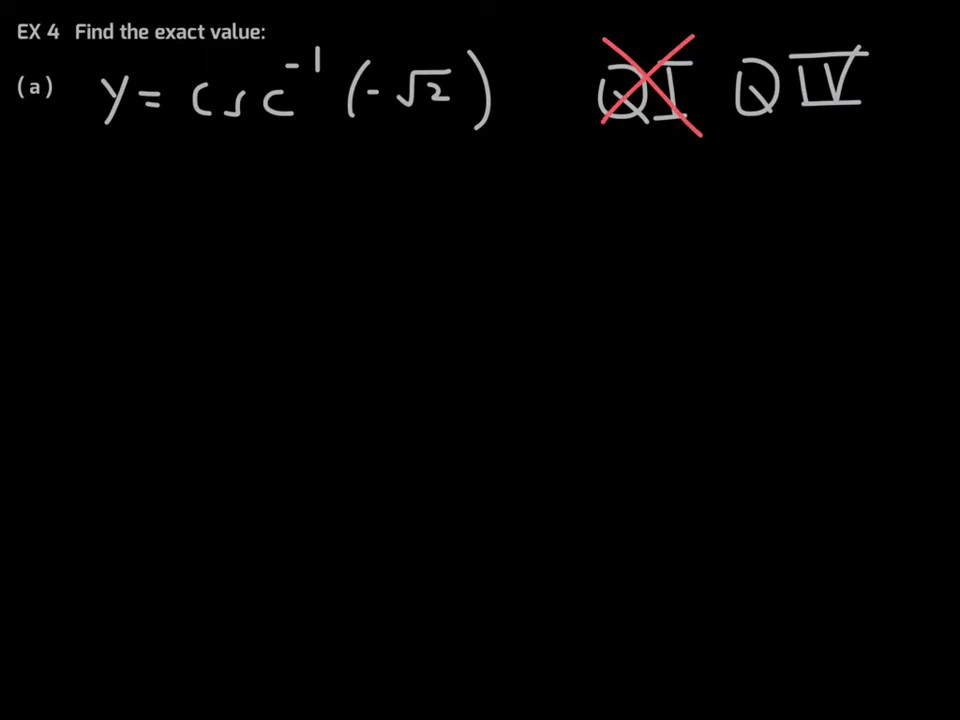 EX 4 Find the exact value:
(a) y = csc⁻¹(-√2) QI QIV